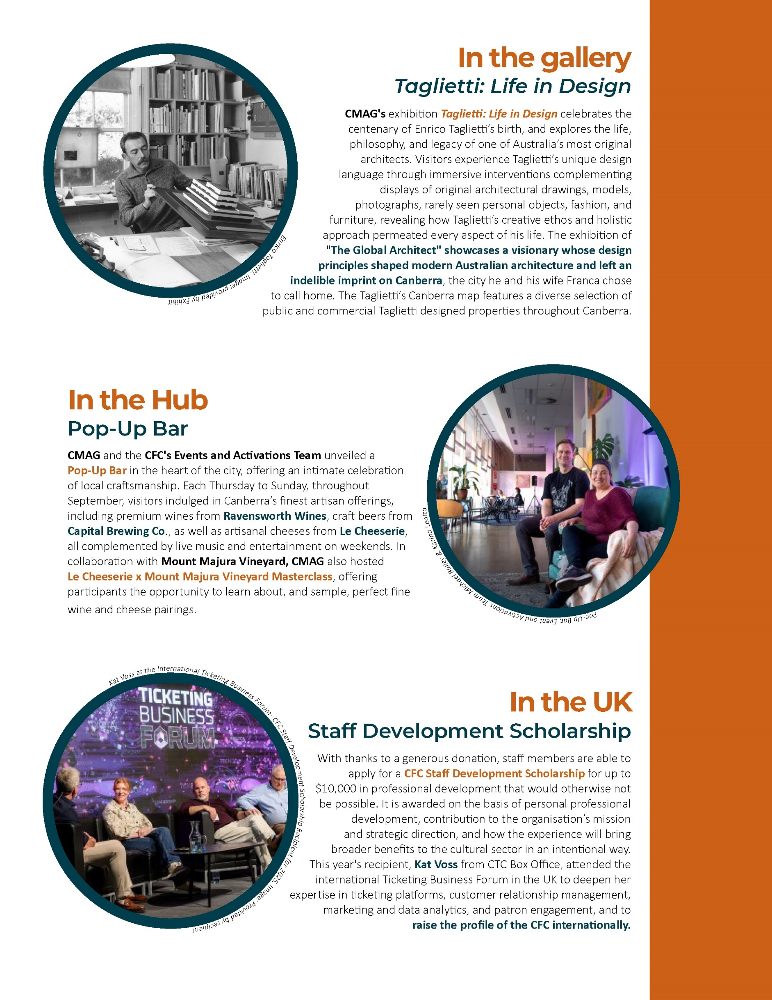 In the gallery
Taglietti: Life in Design
CMAG's exhibition Taglietti: Life in Design celebrates the
centenary of Enrico Taglietti’s birth, and explores the life,
philosophy, and legacy of one of Australia’s most original
architects. Visitors experience Taglietti’s unique design
language through immersive interventions complementing
displays of original architectural drawings, models,
photographs, rarely seen personal objects, fashion, and
furniture, revealing how Taglietti’s creative ethos and holistic
approach permeated every aspect of his life. The exhibition of
"The Global Architect" showcases a visionary whose design
principles shaped modern Australian architecture and left an
indelible imprint on Canberra, the city he and his wife Franca chose
to call home. The Taglietti’s Canberra map features a diverse selection of
public and commercial Taglietti designed properties throughout Canberra.
Enrico Taglietti. Image: provided by Exhibit
In the Hub
Pop-Up Bar
CMAG and the CFC's Events and Activations Team unveiled a
Pop-Up Bar in the heart of the city, offering an intimate celebration
of local craftsmanship. Each Thursday to Sunday, throughout
September, visitors indulged in Canberra’s finest artisan offerings,
including premium wines from Ravensworth Wines, craft beers from
Capital Brewing Co., as well as artisanal cheeses from Le Cheeserie,
all complemented by live music and entertainment on weekends. In
collaboration with Mount Majura Vineyard, CMAG also hosted
Le Cheeserie x Mount Majura Vineyard Masterclass, offering
participants the opportunity to learn about, and sample, perfect fine
wine and cheese pairings.
Pop-Up Bar, Event and Activations Team Michael Bailey & Karina Leotta
Kat Voss at the International Ticketing Business Forum- CFC Staff Development Scholarship Recipient for 2025. Image: Provided by recipient
TICKETING
BUSINESS
FORUM
In the UK
Staff Development Scholarship
With thanks to a generous donation, staff members are able to
apply for a CFC Staff Development Scholarship for up to
$10,000 in professional development that would otherwise not
be possible. It is awarded on the basis of personal professional
development, contribution to the organisation’s mission
and strategic direction, and how the experience will bring
broader benefits to the cultural sector in an intentional way.
This year's recipient, Kat Voss from CTC Box Office, attended the
international Ticketing Business Forum in the UK to deepen her
expertise in ticketing platforms, customer relationship management,
marketing and data analytics, and patron engagement, and to
raise the profile of the CFC internationally.